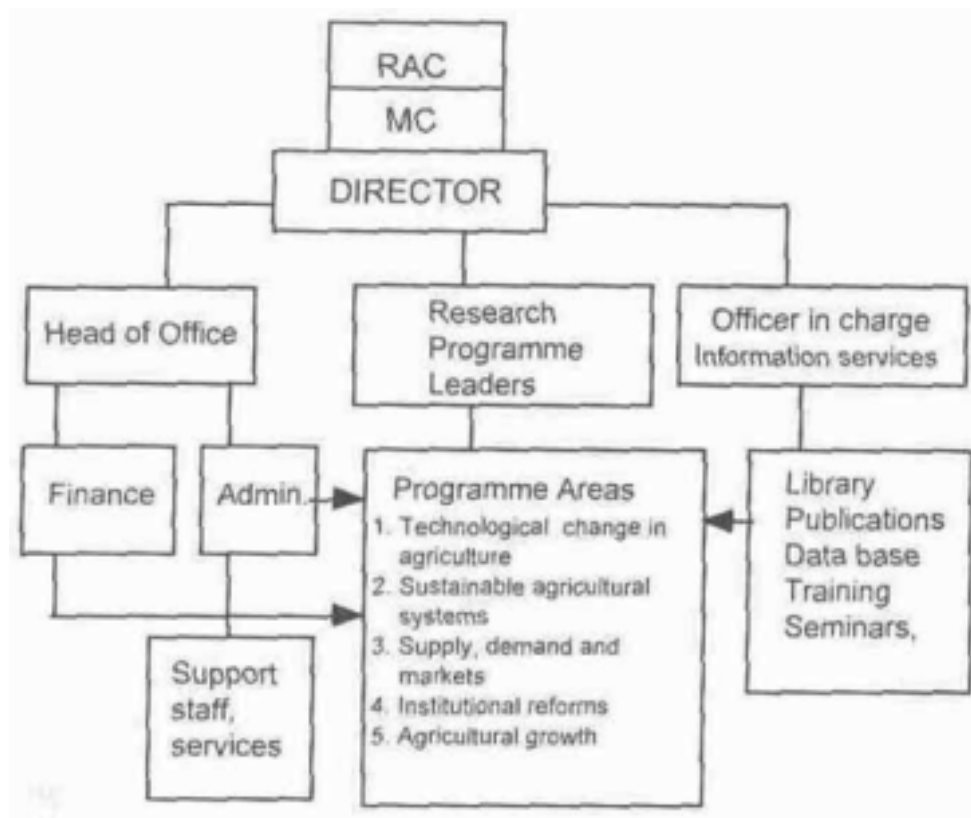 RAC
MC
DIRECTOR
Head of Office
Research
Programme
Leaders
Officer in charge
Information services
Finance
Admin.
Programme Areas
1. Technological change in
agriculture
2. Sustainable agricultural
systems
3. Supply, demand and
markets
4. Institutional reforms
5. Agricultural growth
Library
Publications
Data base
Training
Seminars,
Support
staff,
services